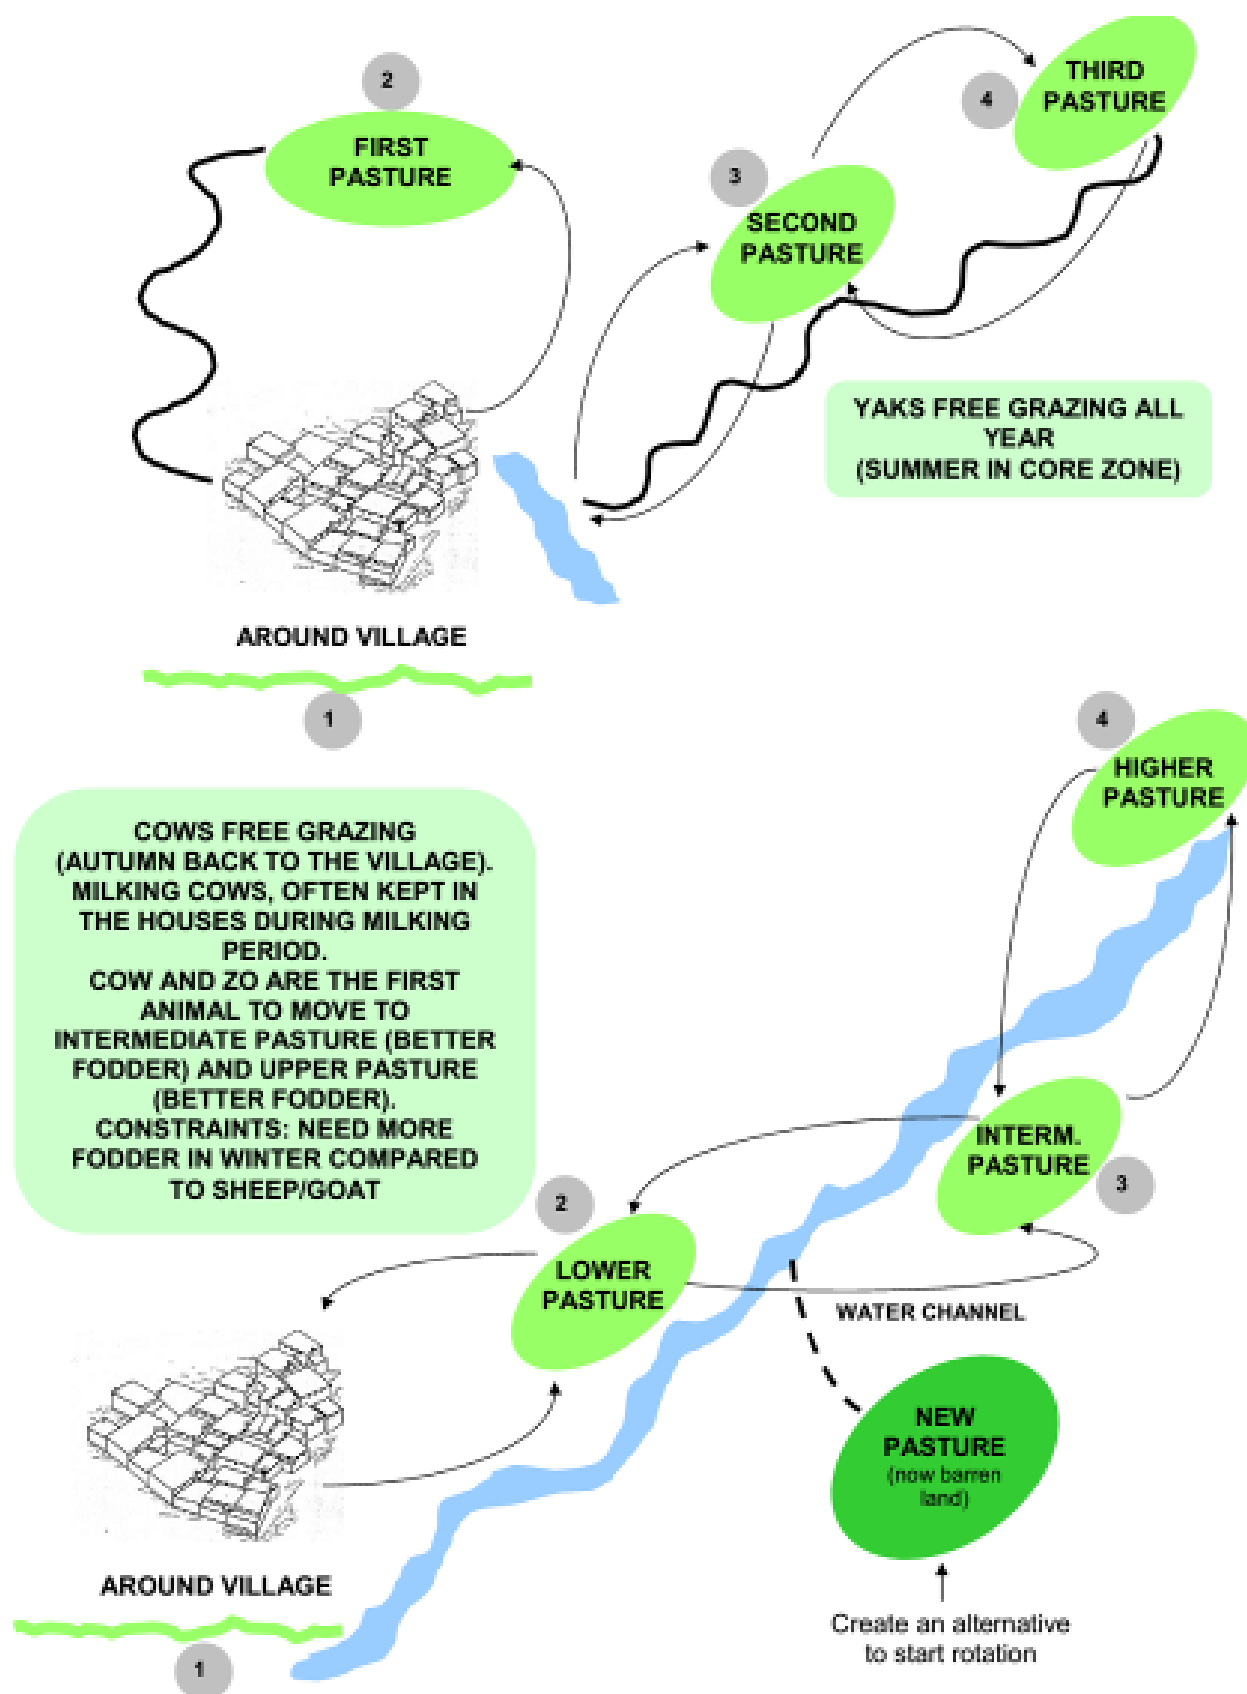 2
FIRST
PASTURE
4
THIRD
PASTURE
3
SECOND
PASTURE
YAKS FREE GRAZING ALL
YEAR
(SUMMER IN CORE ZONE)
AROUND VILLAGE
1
4
HIGHER
PASTURE
COWS FREE GRAZING
(AUTUMN BACK TO THE VILLAGE).
MILKING COWS, OFTEN KEPT IN
THE HOUSES DURING MILKING
PERIOD.
COW AND ZO ARE THE FIRST
ANIMAL TO MOVE TO
INTERMEDIATE PASTURE (BETTER
FODDER) AND UPPER PASTURE
(BETTER FODDER).
CONSTRAINTS: NEED MORE
FODDER IN WINTER COMPARED
TO SHEEP/GOAT
INTERM.
PASTURE
3
2
LOWER
PASTURE
WATER CHANNEL
NEW
PASTURE
(now barren
land)
AROUND VILLAGE
1
Create an alternative
to start rotation